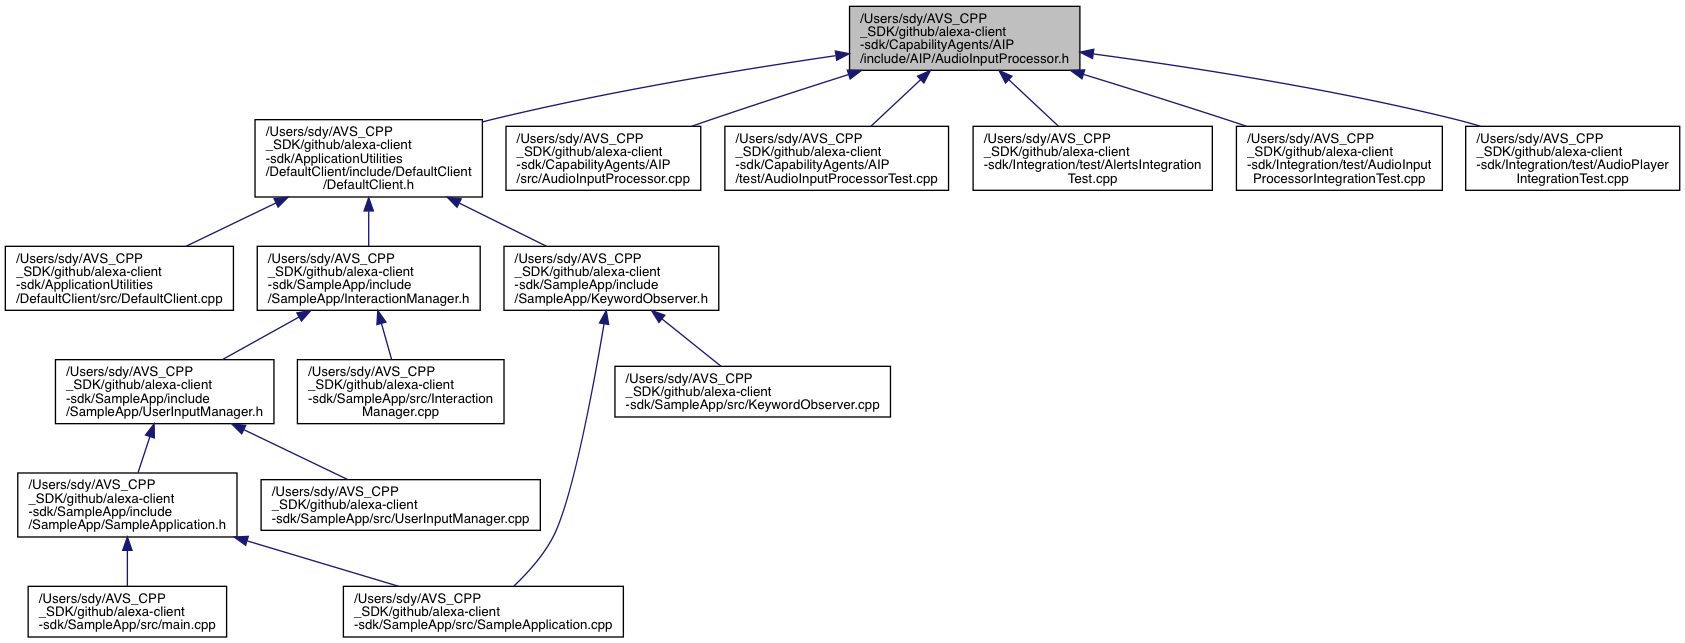 /Users/sdy/AVS_CPP
_SDK/github/alexa-client
-sdk/CapabilityAgents/AIP
/include/AIP/AudioInputProcessor.h
/Users/sdy/AVS_CPP
_SDK/github/alexa-client
-sdk/ApplicationUtilities
/DefaultClient/include/DefaultClient
/DefaultClient.h
/Users/sdy/AVS_CPP
_SDK/github/alexa-client
-sdk/CapabilityAgents/AIP
/src/AudioInputProcessor.cpp
/Users/sdy/AVS_CPP
_SDK/github/alexa-client
-sdk/CapabilityAgents/AIP
/test/AudioInputProcessorTest.cpp
/Users/sdy/AVS_CPP
_SDK/github/alexa-client
-sdk/Integration/test/AlertsIntegration
Test.cpp
/Users/sdy/AVS_CPP
_SDK/github/alexa-client
-sdk/Integration/test/AudioInput
ProcessorIntegrationTest.cpp
/Users/sdy/AVS_CPP
_SDK/github/alexa-client
-sdk/Integration/test/AudioPlayer
IntegrationTest.cpp
/Users/sdy/AVS_CPP
_SDK/github/alexa-client
-sdk/ApplicationUtilities
/DefaultClient/src/DefaultClient.cpp
/Users/sdy/AVS_CPP
_SDK/github/alexa-client
-sdk/SampleApp/include
/SampleApp/InteractionManager.h
/Users/sdy/AVS_CPP
_SDK/github/alexa-client
-sdk/SampleApp/include
/SampleApp/KeywordObserver.h
/Users/sdy/AVS_CPP
_SDK/github/alexa-client
-sdk/SampleApp/include
/SampleApp/UserInputManager.h
/Users/sdy/AVS_CPP
_SDK/github/alexa-client
-sdk/SampleApp/src/Interaction
Manager.cpp
/Users/sdy/AVS_CPP
_SDK/github/alexa-client
-sdk/SampleApp/src/KeywordObserver.cpp
/Users/sdy/AVS_CPP
_SDK/github/alexa-client
-sdk/SampleApp/include
/SampleApp/SampleApplication.h
/Users/sdy/AVS_CPP
_SDK/github/alexa-client
-sdk/SampleApp/src/UserInputManager.cpp
/Users/sdy/AVS_CPP
_SDK/github/alexa-client
-sdk/SampleApp/src/main.cpp
/Users/sdy/AVS_CPP
_SDK/github/alexa-client
-sdk/SampleApp/src/SampleApplication.cpp